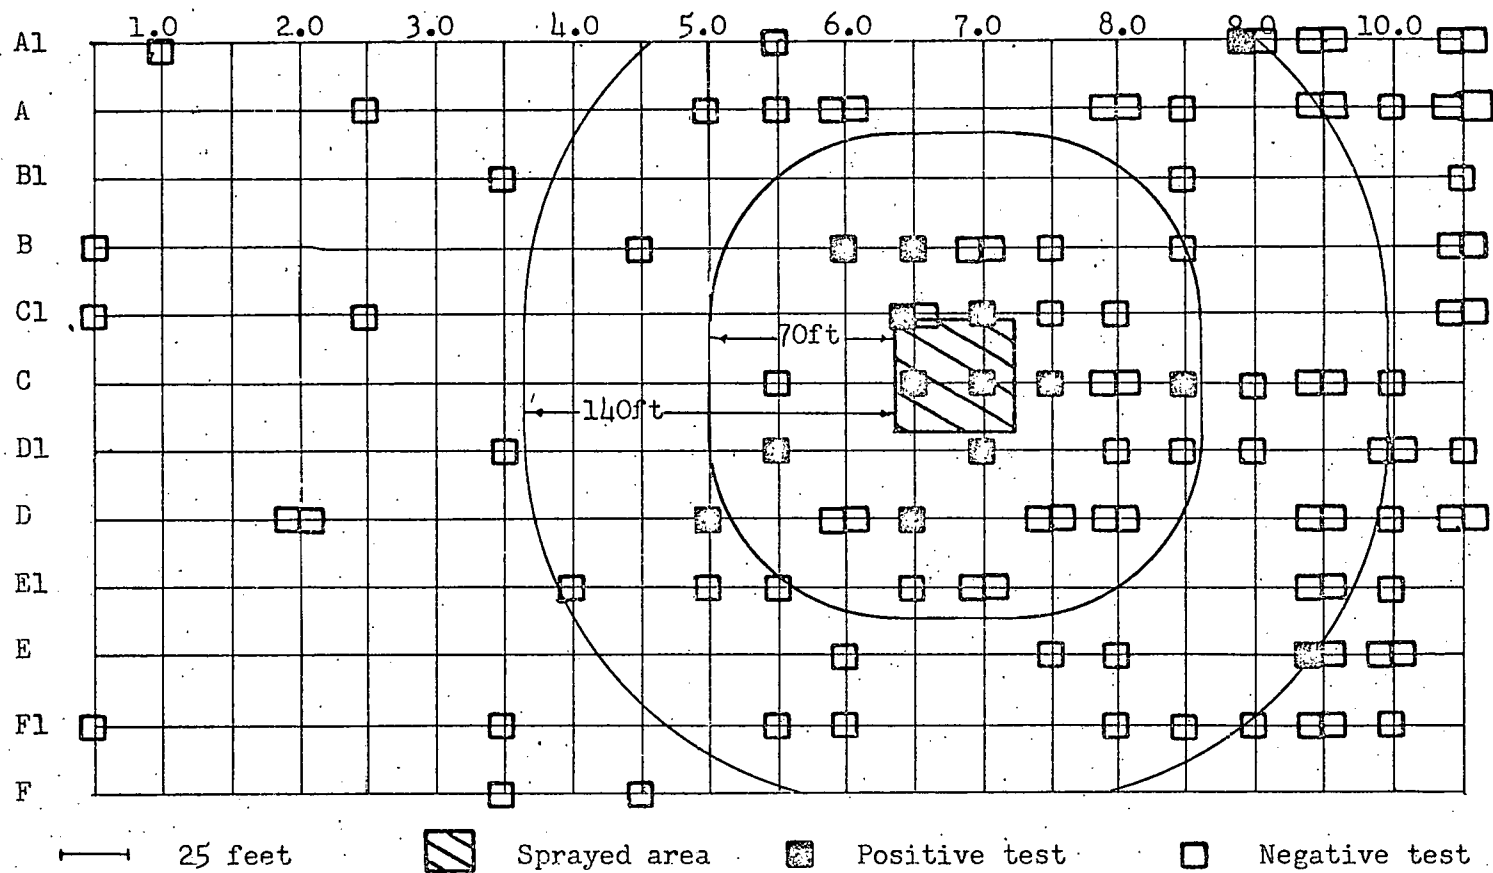 1.0 2.0 3.0 4.0 5.0 6.0 7.0 8.0 9.0 10.0
A1
A
B1
B
C1
70ft
C
140ft
D1
D
E1
E
F1
F
25 feet Sprayed area Positive test Negative test